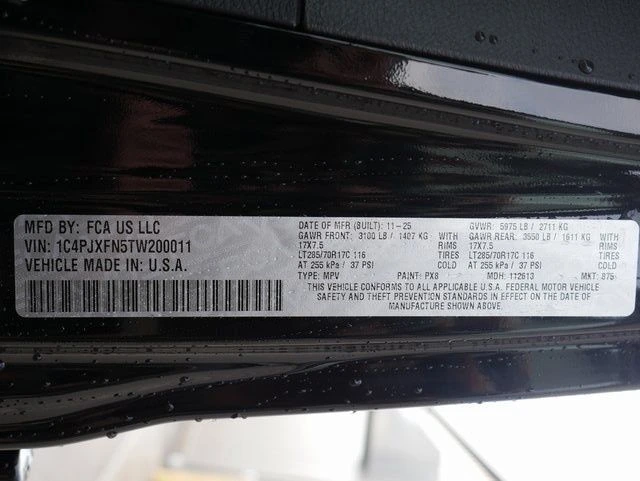 MFD BY: FCA US LLC
VIN: 1C4PJXFN5TW200011
VEHICLE MADE IN: U.S.A.
DATE OF MFR (BUILT): 11-25 GVWR: 5975 LB / 2711 KG
GAWR FRONT: 3100 LB / 1407 KG WITH GAWR REAR: 3550 LB / 1611 KG WITH
17X7.5 RIMS 17X7.5 RIMS
LT285/70R17C 116 TIRES LT285/70R17C 116 TIRES
AT 255 kPa / 37 PSI COLD AT 255 kPa / 37 PSI COLD
TYPE: MPV PAINT: PX8 MDH: 112613 MKT: 875
THIS VEHICLE CONFORMS TO ALL APPLICABLE U.S.A. FEDERAL MOTOR VEHICLE
SAFETY AND THEFT PREVENTION STANDARDS IN EFFECT ON THE DATE OF
MANUFACTURE SHOWN ABOVE.